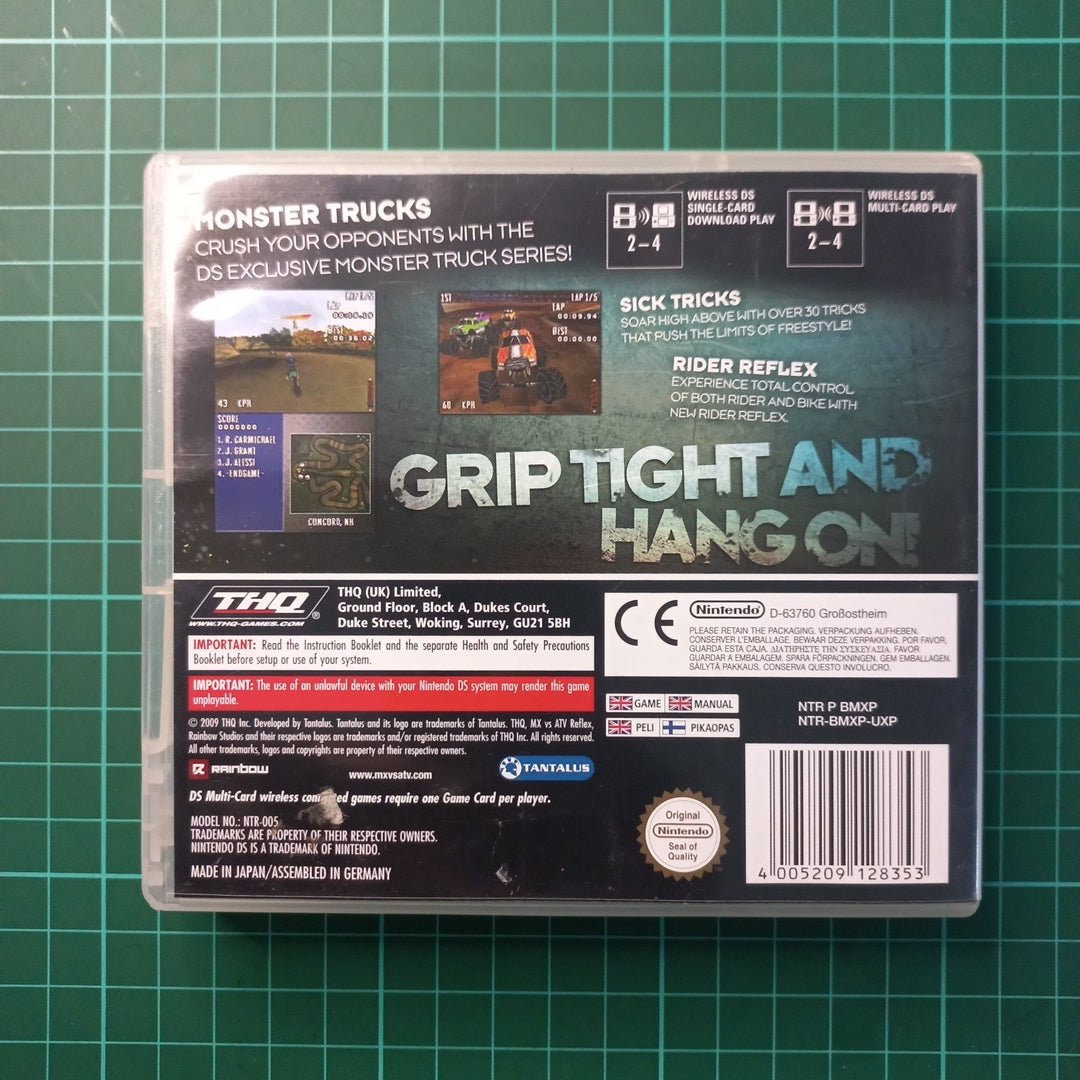 MONSTER TRUCKS
CRUSH YOUR OPPONENTS WITH THE
DS EXCLUSIVE MONSTER TRUCK SERIES!
2-4
WIRELESS DS
SINGLE-CARD
DOWNLOAD PLAY
2-4
WIRELESS DS
MULTI-CARD PLAY
00:36.02
43 KPH
SCORE
0000000
1. R. CARMICHAEL
2. J. GRANT
3. J. ALESSI
4. -ENDGAME-
CONCORD, NH
1ST
LAP 1/5
LAP
00:09.94
BEST
00:00.00
60 KPH
SICK TRICKS
SOAR HIGH ABOVE WITH OVER 30 TRICKS
THAT PUSH THE LIMITS OF FREESTYLE!
RIDER REFLEX
EXPERIENCE TOTAL CONTROL
OF BOTH RIDER AND BIKE WITH
NEW RIDER REFLEX.
GRIP TIGHT AND
HANG ON!
THQ®
WWW.THQ-GAMES.COM
THQ (UK) Limited,
Ground Floor, Block A, Dukes Court,
Duke Street, Woking, Surrey, GU21 5BH
IMPORTANT: Read the Instruction Booklet and the separate Health and Safety Precautions
Booklet before setup or use of your system.
IMPORTANT: The use of an unlawful device with your Nintendo DS system may render this game
unplayable.
© 2009 THQ Inc. Developed by Tantalus. Tantalus and its logo are trademarks of Tantalus. THQ, MX vs ATV Reflex,
Rainbow Studios and their respective logos are trademarks and/or registered trademarks of THQ Inc. All rights reserved.
All other trademarks, logos and copyrights are property of their respective owners.
RAINBOW
www.mxvsatv.com
TANTALUS
DS Multi-Card wireless connected games require one Game Card per player.
MODEL NO.: NTR-005
TRADEMARKS ARE PROPERTY OF THEIR RESPECTIVE OWNERS.
NINTENDO DS IS A TRADEMARK OF NINTENDO.
MADE IN JAPAN/ASSEMBLED IN GERMANY
CE
Nintendo D-63760 Großostheim
PLEASE RETAIN THE PACKAGING. VERPACKUNG AUFHEBEN.
CONSERVER L'EMBALLAGE. BEWAAR DEZE VERPAKKING. POR FAVOR,
GUARDA ESTA CAJA. ΔΙΑΤΗΡΗΣΤΕ ΤΗΝ ΣΥΣΚΕΥΑΣΙΑ. FAVOR
GUARDAR A EMBALAGEM. SPARA FÖRPACKNINGEN. GEM EMBALLAGEN.
SÄILYTÄ PAKKAUS. CONSERVA QUESTO INVOLUCRO.
GAME
MANUAL
PELI
PIKAOPAS
NTR P BMXP
NTR-BMXP-UXP
Original
Nintendo
Seal of
Quality
4 005209 128353